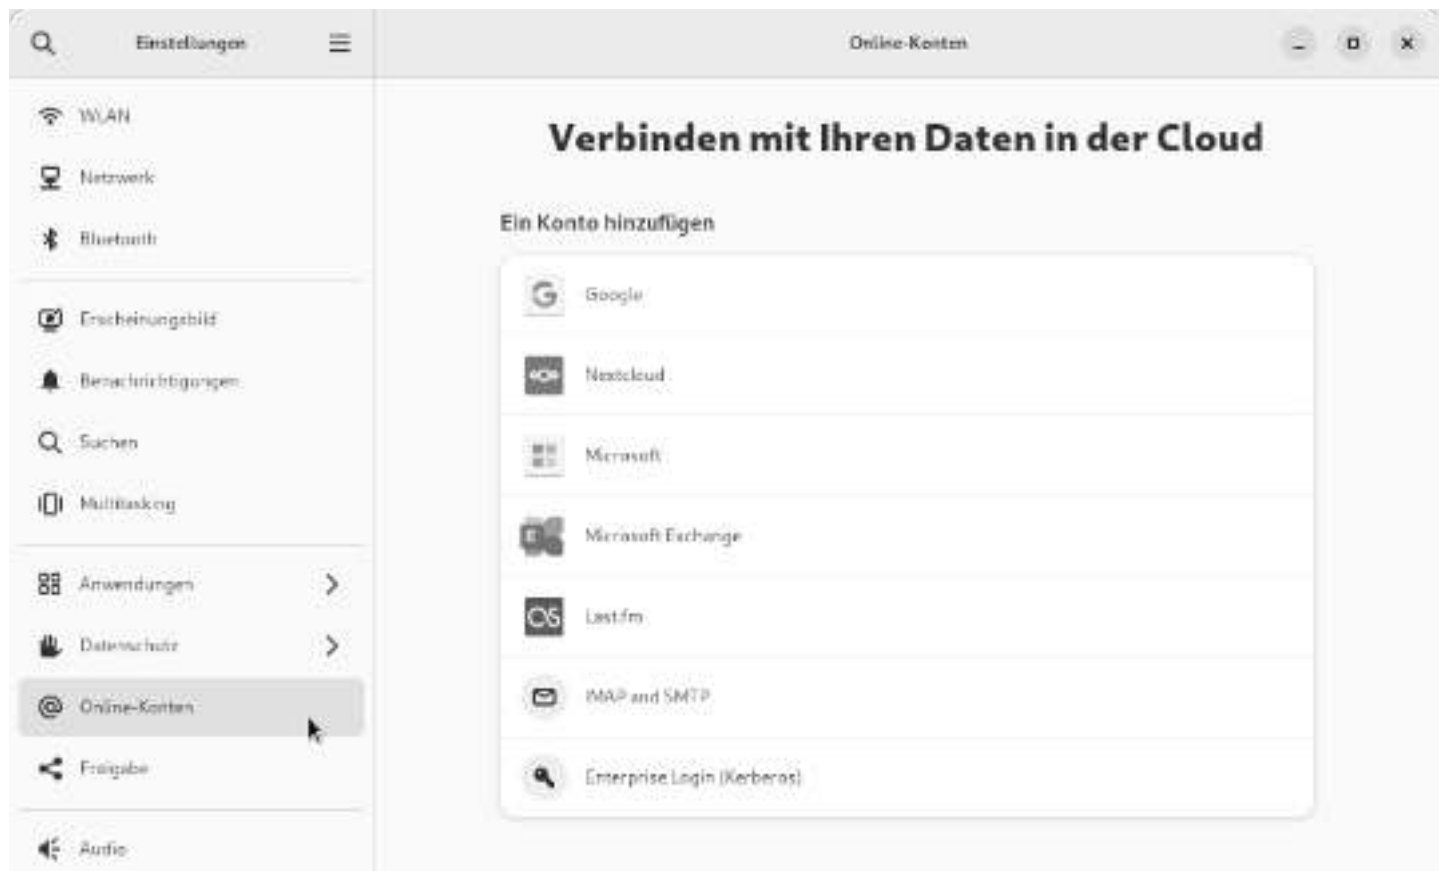 Einstellungen
Online-Konten
WLAN
Netzwerk
Bluetooth
Erscheinungsbild
Benachrichtigungen
Suchen
Multitasking
Anwendungen
Datenschutz
Online-Konten
Freigabe
Audio
Verbinden mit Ihren Daten in der Cloud
Ein Konto hinzufügen
Google
Nextcloud
Microsoft
Microsoft Exchange
Last.fm
IMAP and SMTP
Enterprise Login (Kerberos)